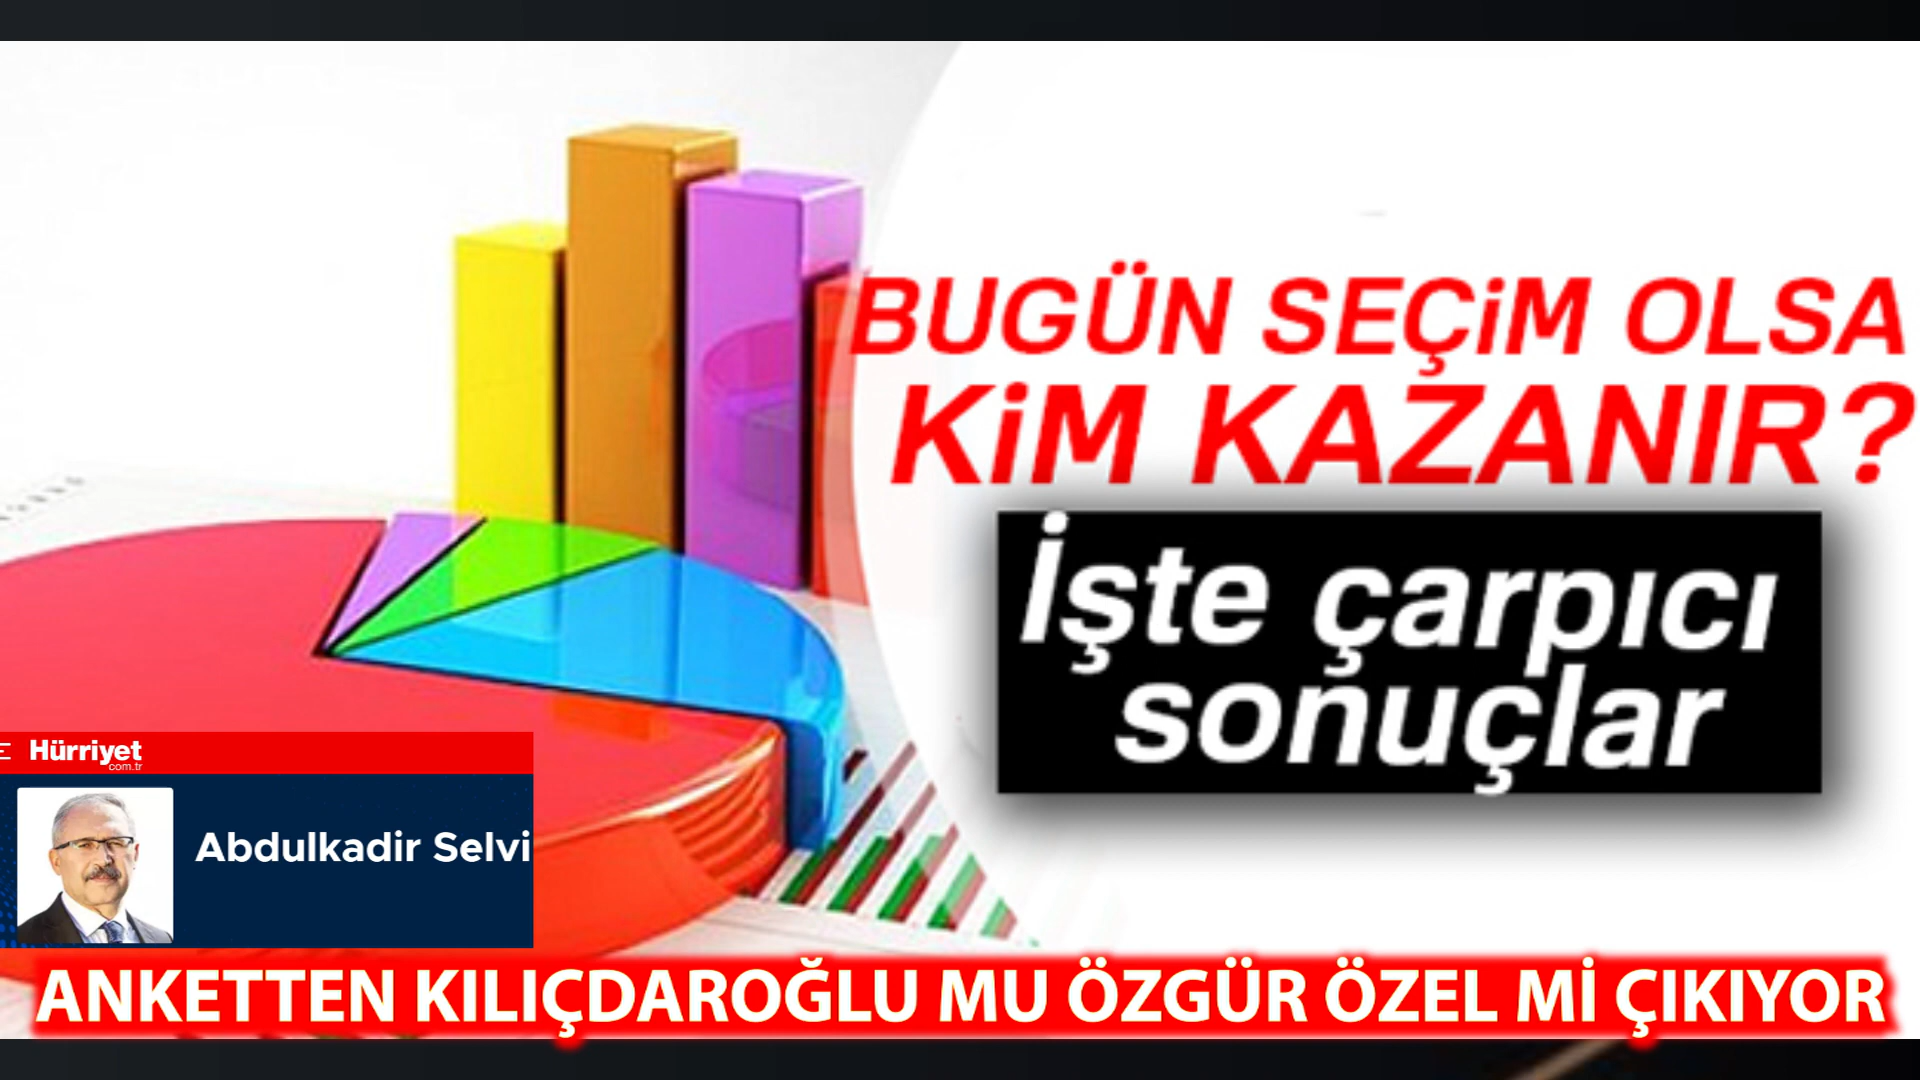 BUGÜN SEÇiM OLSA
KiM KAZANIR?
İşte çarpıcı
sonuçlar
Hürriyet
com.tr
Abdulkadir Selvi
ANKETTEN KILIÇDAROĞLU MU ÖZGÜR ÖZEL Mİ ÇIKIYOR